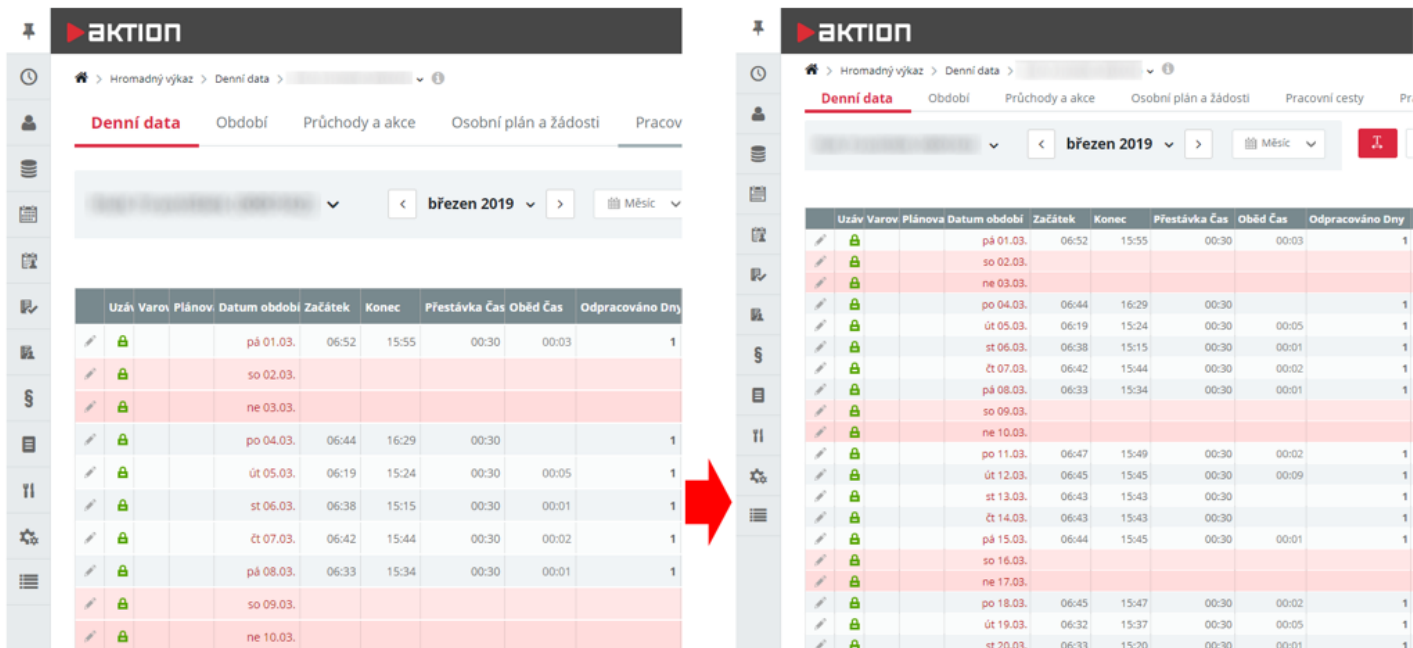 aктion
Hromadný výkaz > Denní data >
Denní data Období Průchody a akce Osobní plán a žádosti Pracov
březen 2019 Měsíc
Uzáv Varov Plánov Datum období Začátek Konec Přestávka Čas Oběd Čas Odpracováno Dny
pá 01.03. 06:52 15:55 00:30 00:03 1
so 02.03.
ne 03.03.
po 04.03. 06:44 16:29 00:30 1
út 05.03. 06:19 15:24 00:30 00:05 1
st 06.03. 06:38 15:15 00:30 00:01 1
čt 07.03. 06:42 15:44 00:30 00:02 1
pá 08.03. 06:33 15:34 00:30 00:01 1
so 09.03.
ne 10.03.
aктion
Hromadný výkaz > Denní data >
Denní data Období Průchody a akce Osobní plán a žádosti Pracovní cesty Pr
březen 2019 Měsíc
Uzáv Varov Plánova Datum období Začátek Konec Přestávka Čas Oběd Čas Odpracováno Dny
pá 01.03. 06:52 15:55 00:30 00:03 1
so 02.03.
ne 03.03.
po 04.03. 06:44 16:29 00:30 1
út 05.03. 06:19 15:24 00:30 00:05 1
st 06.03. 06:38 15:15 00:30 00:01 1
čt 07.03. 06:42 15:44 00:30 00:02 1
pá 08.03. 06:33 15:34 00:30 00:01 1
so 09.03.
ne 10.03.
po 11.03. 06:47 15:49 00:30 00:02 1
út 12.03. 06:45 15:45 00:30 00:09 1
st 13.03. 06:43 15:43 00:30 1
čt 14.03. 06:43 15:43 00:30 1
pá 15.03. 06:44 15:45 00:30 00:01 1
so 16.03.
ne 17.03.
po 18.03. 06:45 15:47 00:30 00:02 1
út 19.03. 06:32 15:37 00:30 00:05 1
st 20.03. 06:33 15:20 00:30 00:01 1